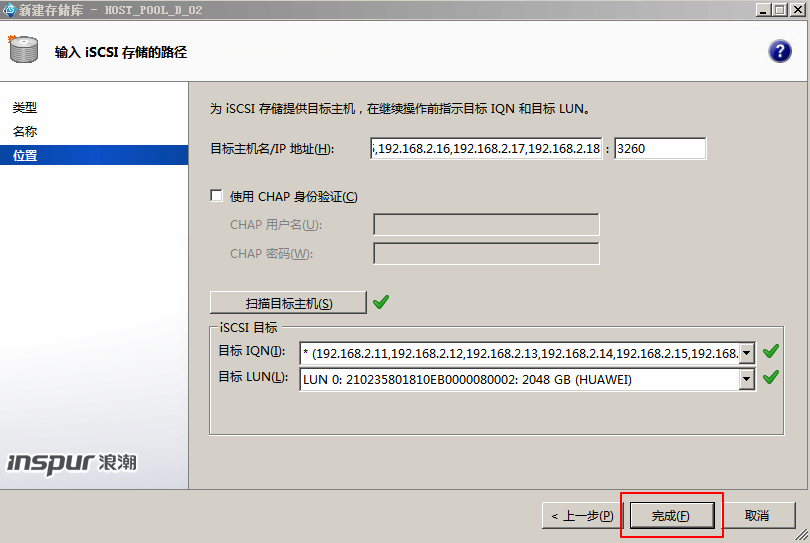 新建存储库 - HOST_POOL_D_02
输入 iSCSI 存储的路径
?
类型
名称
位置
为 iSCSI 存储提供目标主机，在继续操作前指示目标 IQN 和目标 LUN。
目标主机名/IP 地址(H):
,192.168.2.16,192.168.2.17,192.168.2.18 : 3260
使用 CHAP 身份验证(C)
CHAP 用户名(U):
CHAP 密码(W):
扫描目标主机(S)
iSCSI 目标
目标 IQN(I): * (192.168.2.11,192.168.2.12,192.168.2.13,192.168.2.14,192.168.2.15,192.168.
目标 LUN(L): LUN 0: 210235801810EB0000080002: 2048 GB (HUAWEI)
inspur 浪潮
< 上一步(P) 完成(F) 取消